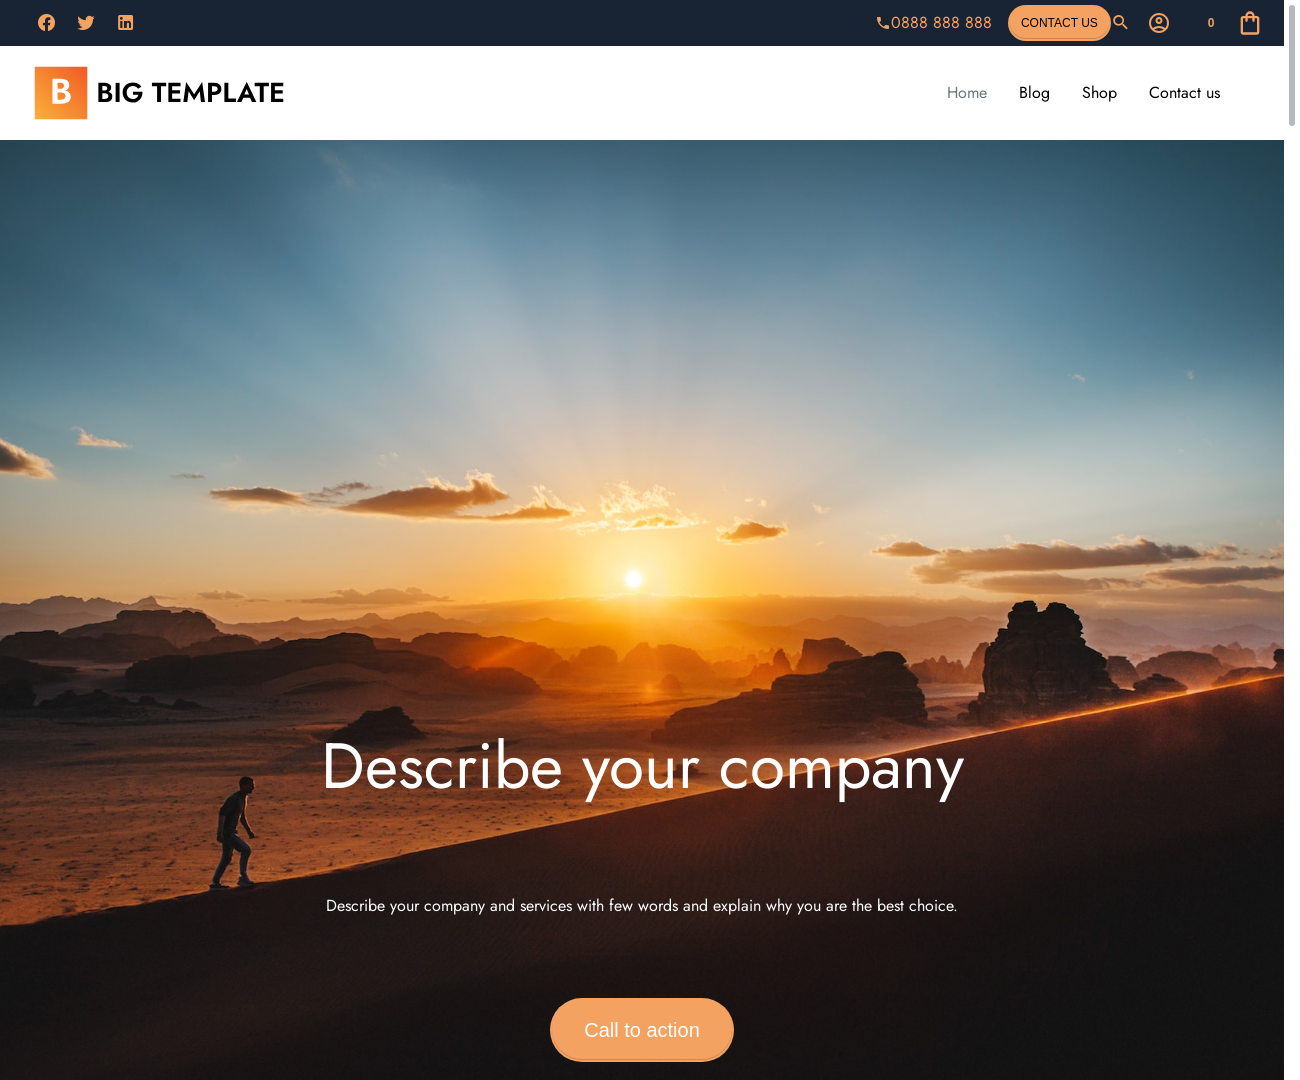 0888 888 888
CONTACT US
0
B
BIG TEMPLATE
Home
Blog
Shop
Contact us
Describe your company
Describe your company and services with few words and explain why you are the best choice.
Call to action